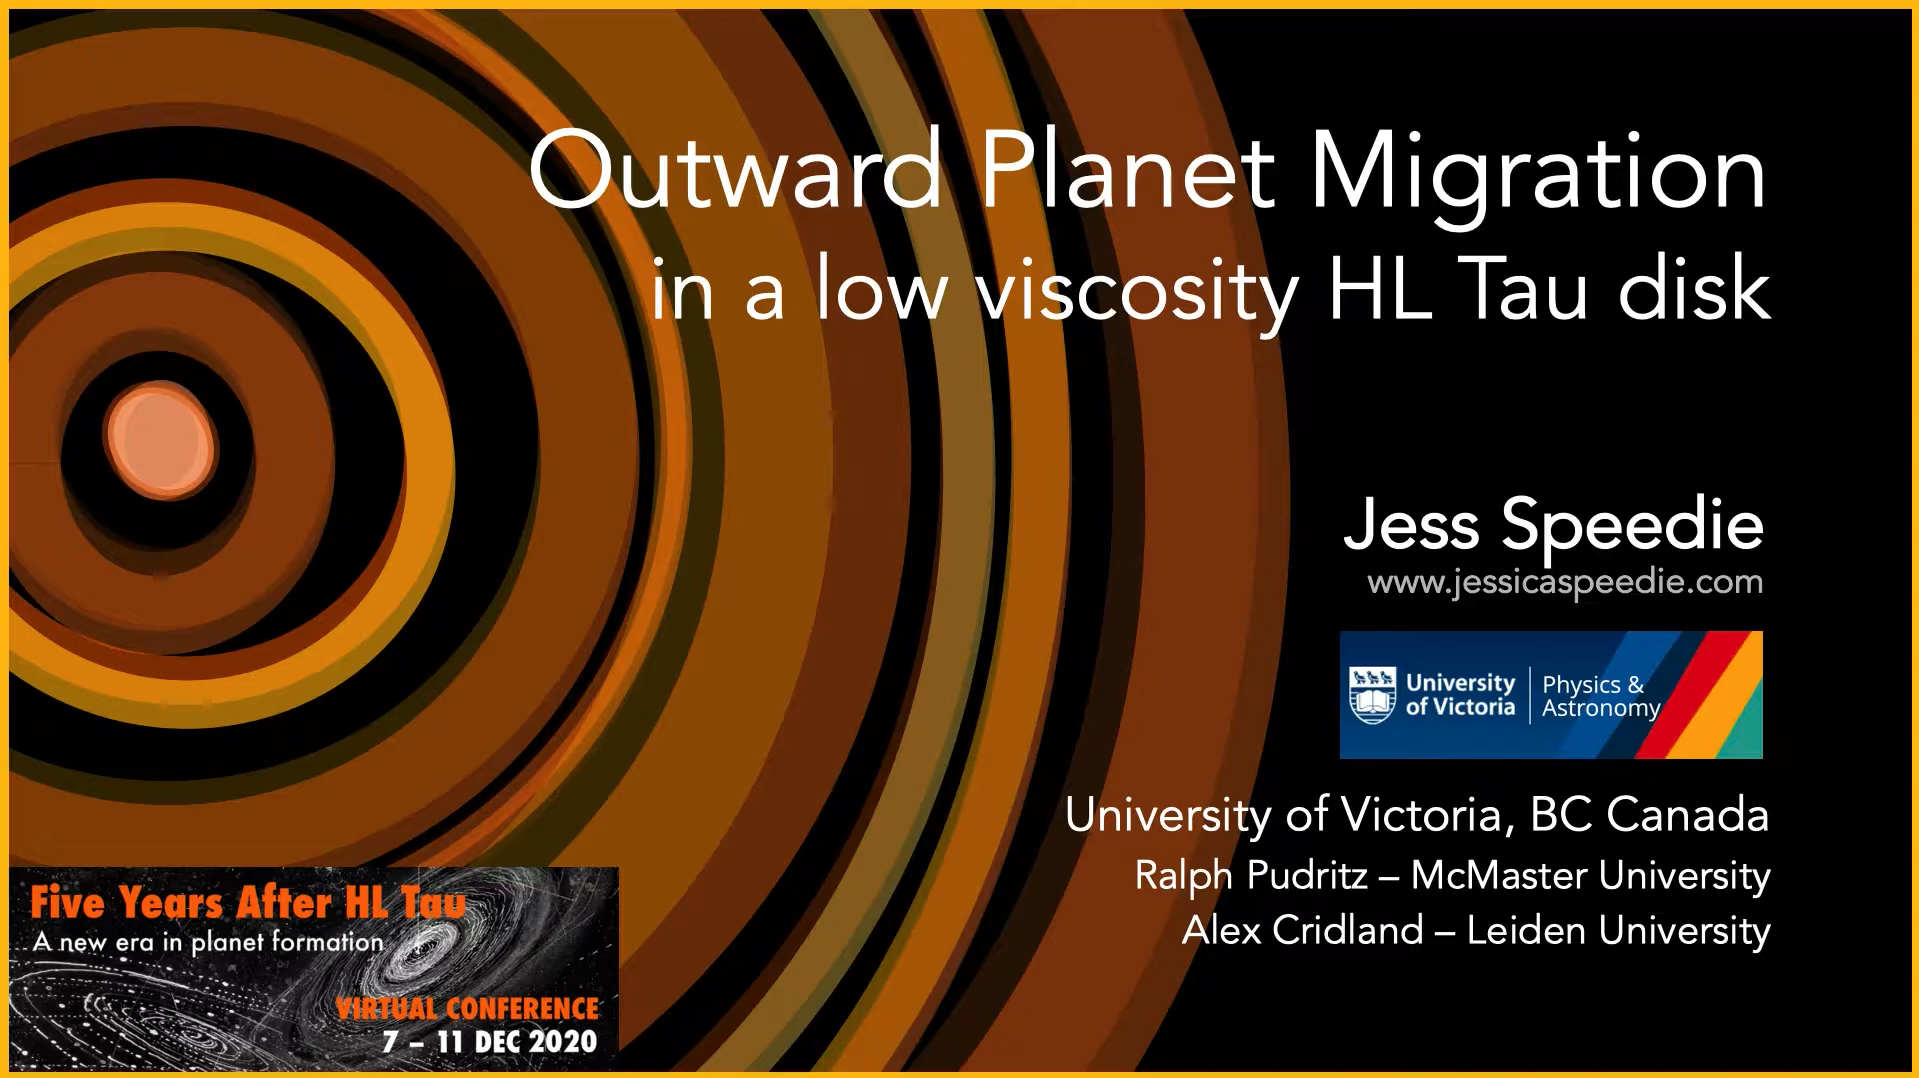 Outward Planet Migration
in a low viscosity HL Tau disk
Jess Speedie
www.jessicaspeedie.com
University
of Victoria
Physics &
Astronomy
University of Victoria, BC Canada
Ralph Pudritz – McMaster University
Alex Cridland – Leiden University
Five Years After HL Tau
A new era in planet formation
VIRTUAL CONFERENCE
7 – 11 DEC 2020